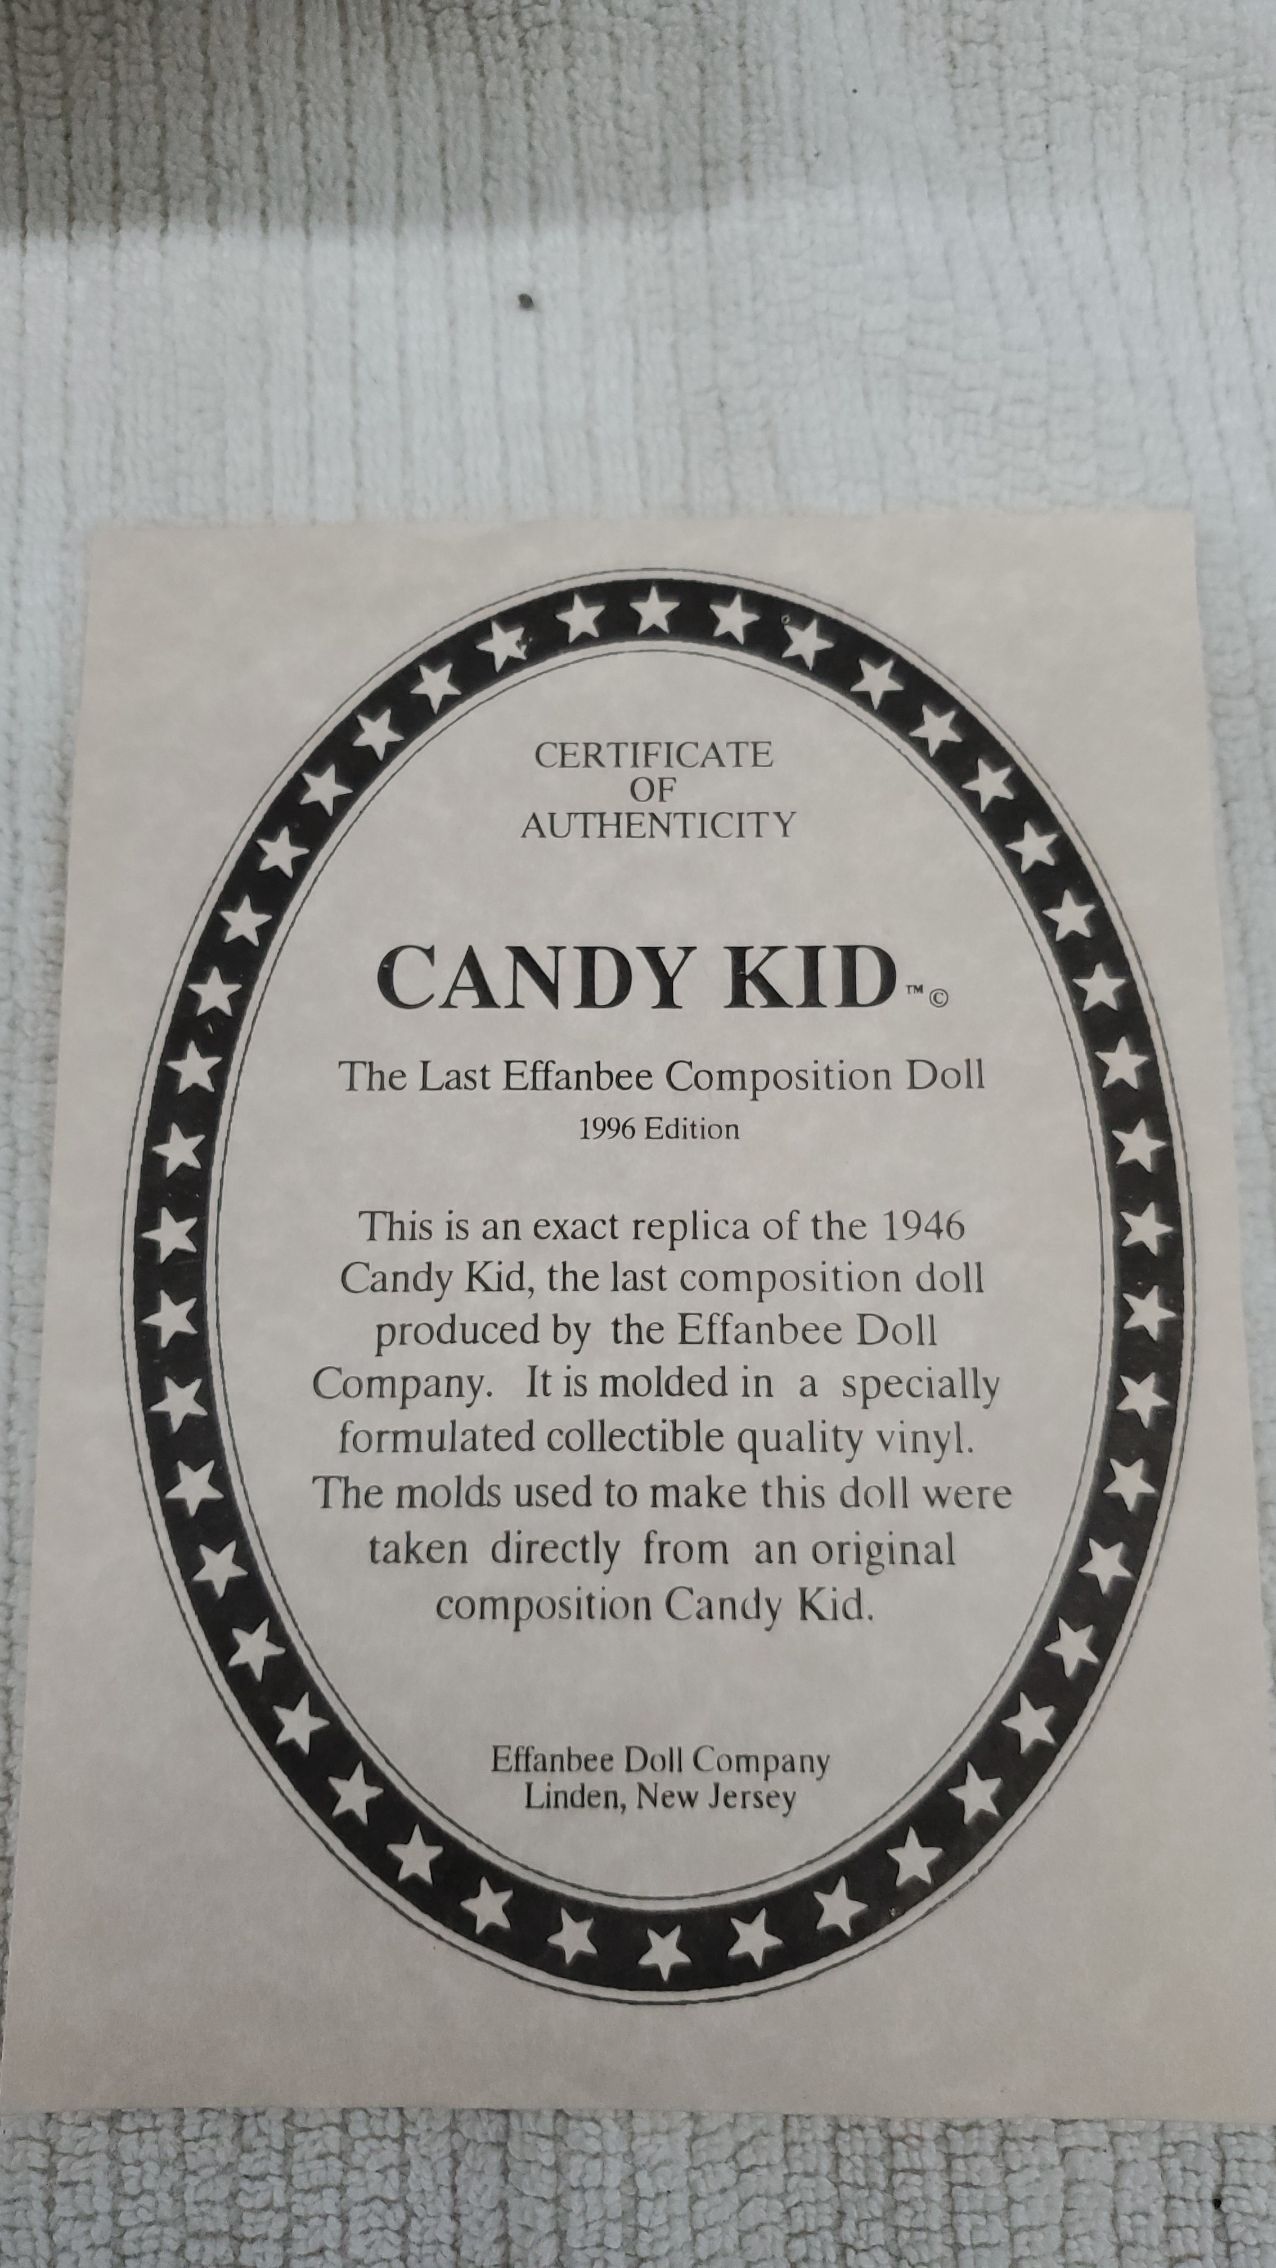 CERTIFICATE
OF
AUTHENTICITY
CANDY KID ™ ©
The Last Effanbee Composition Doll
1996 Edition
This is an exact replica of the 1946
Candy Kid, the last composition doll
produced by the Effanbee Doll
Company. It is molded in a specially
formulated collectible quality vinyl.
The molds used to make this doll were
taken directly from an original
composition Candy Kid.
Effanbee Doll Company
Linden, New Jersey